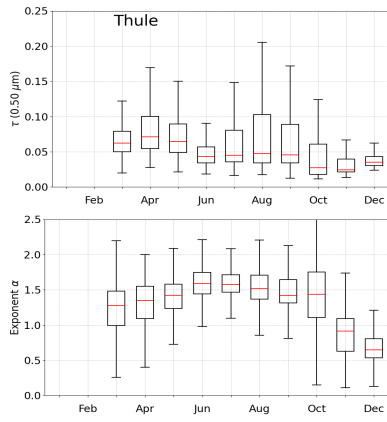 Thule
0.25
0.20
0.15
0.10
0.05
0.00
τ (0.50 μm)
Feb Apr Jun Aug Oct Dec
2.5
2.0
1.5
1.0
0.5
0.0
Exponent α
Feb Apr Jun Aug Oct Dec